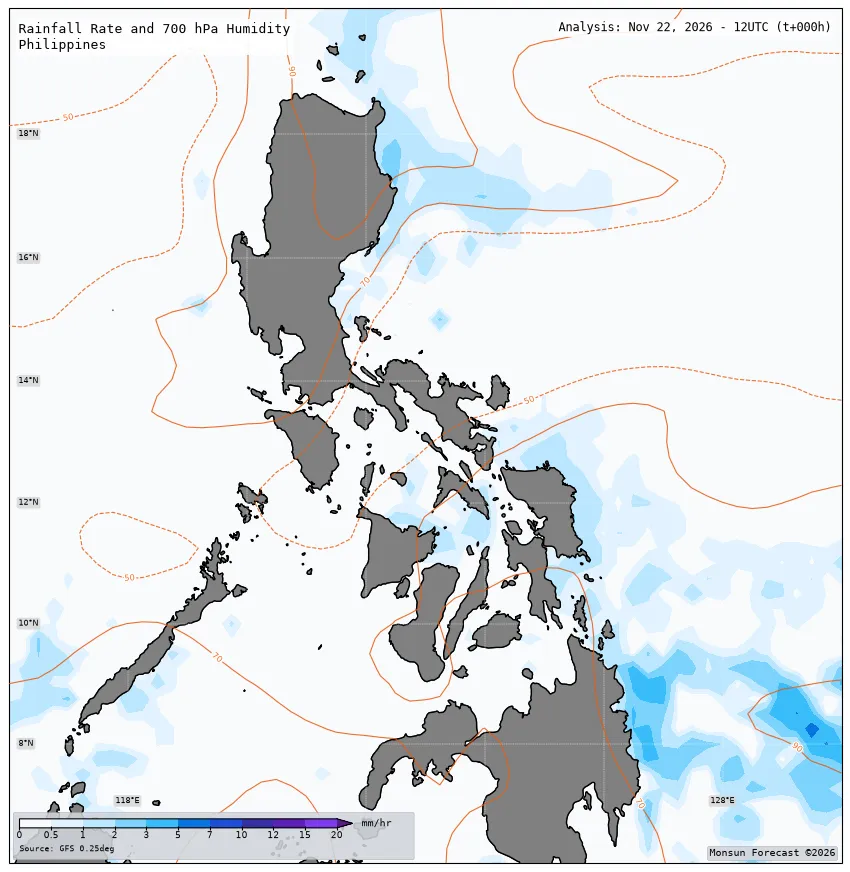 Rainfall Rate and 700 hPa Humidity
Philippines
Analysis: Nov 22, 2026 - 12UTC (t+000h)
90
50
18°N
16°N
70
14°N
50
12°N
50
10°N
70
8°N
90
70
118°E
128°E
0 0.5 1 2 3 5 7 10 12 15 20 mm/hr
Source: GFS 0.25deg
Monsun Forecast ©2026